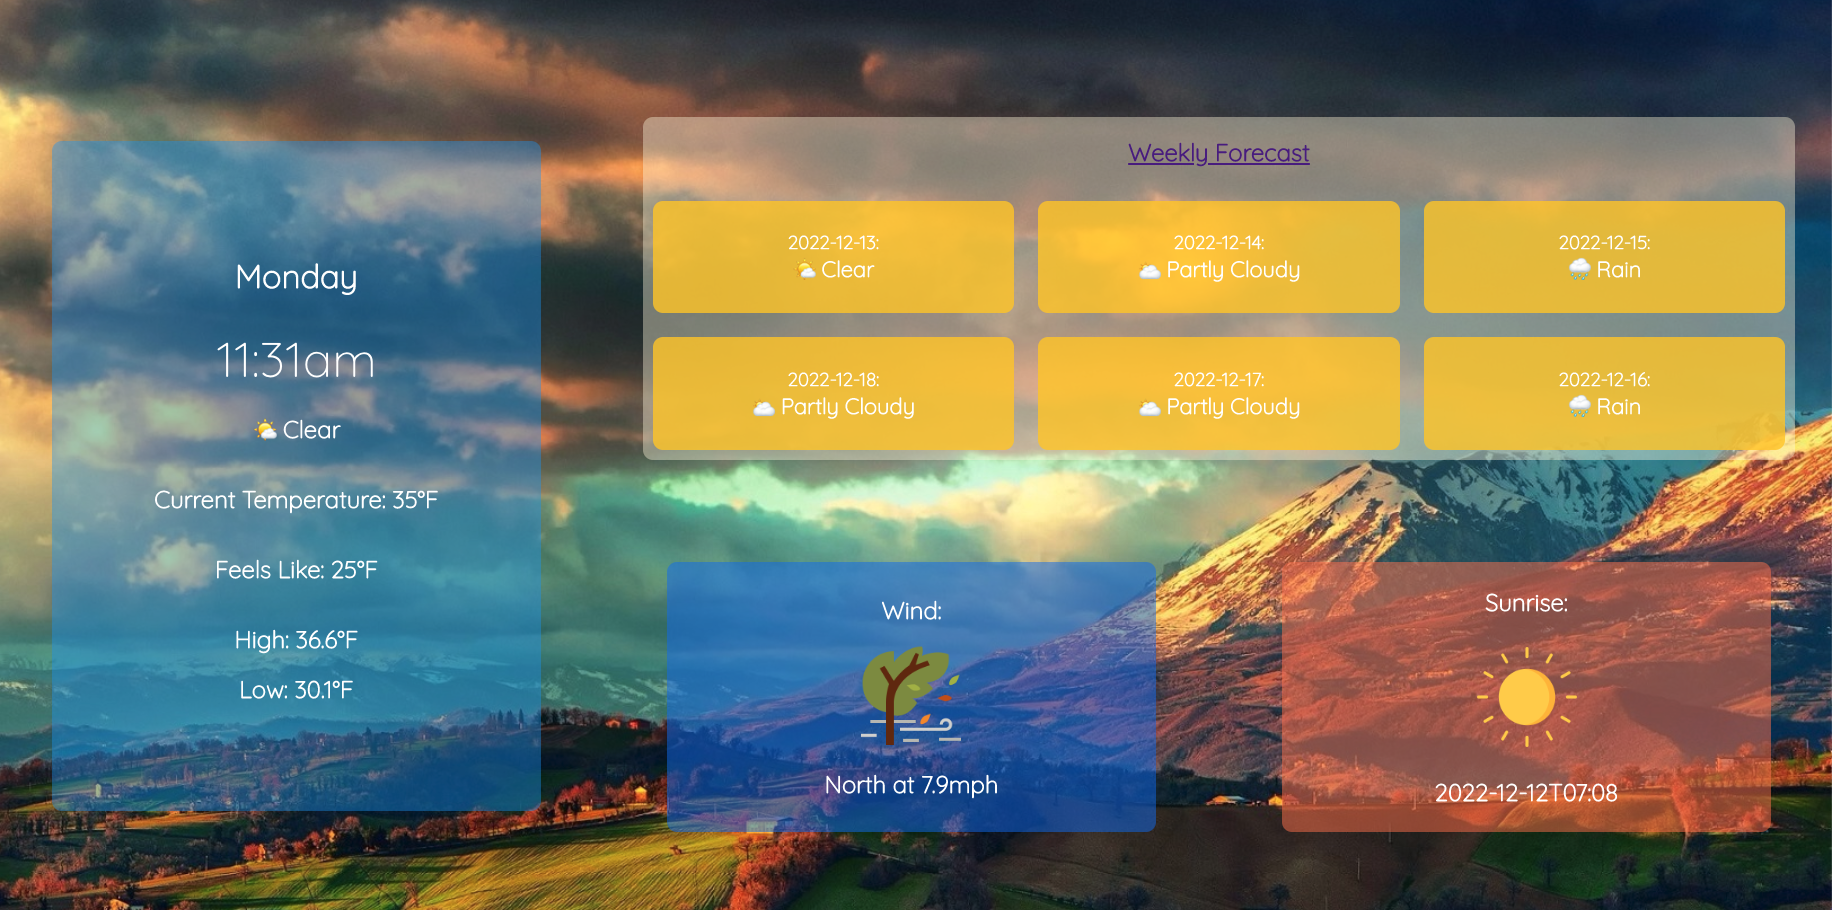 Monday
11:31am
Clear
Current Temperature: 35°F
Feels Like: 25°F
High: 36.6°F
Low: 30.1°F
Weekly Forecast
2022-12-13:
Clear
2022-12-14:
Partly Cloudy
2022-12-15:
Rain
2022-12-18:
Partly Cloudy
2022-12-17:
Partly Cloudy
2022-12-16:
Rain
Wind:
North at 7.9mph
Sunrise:
2022-12-12T07:08